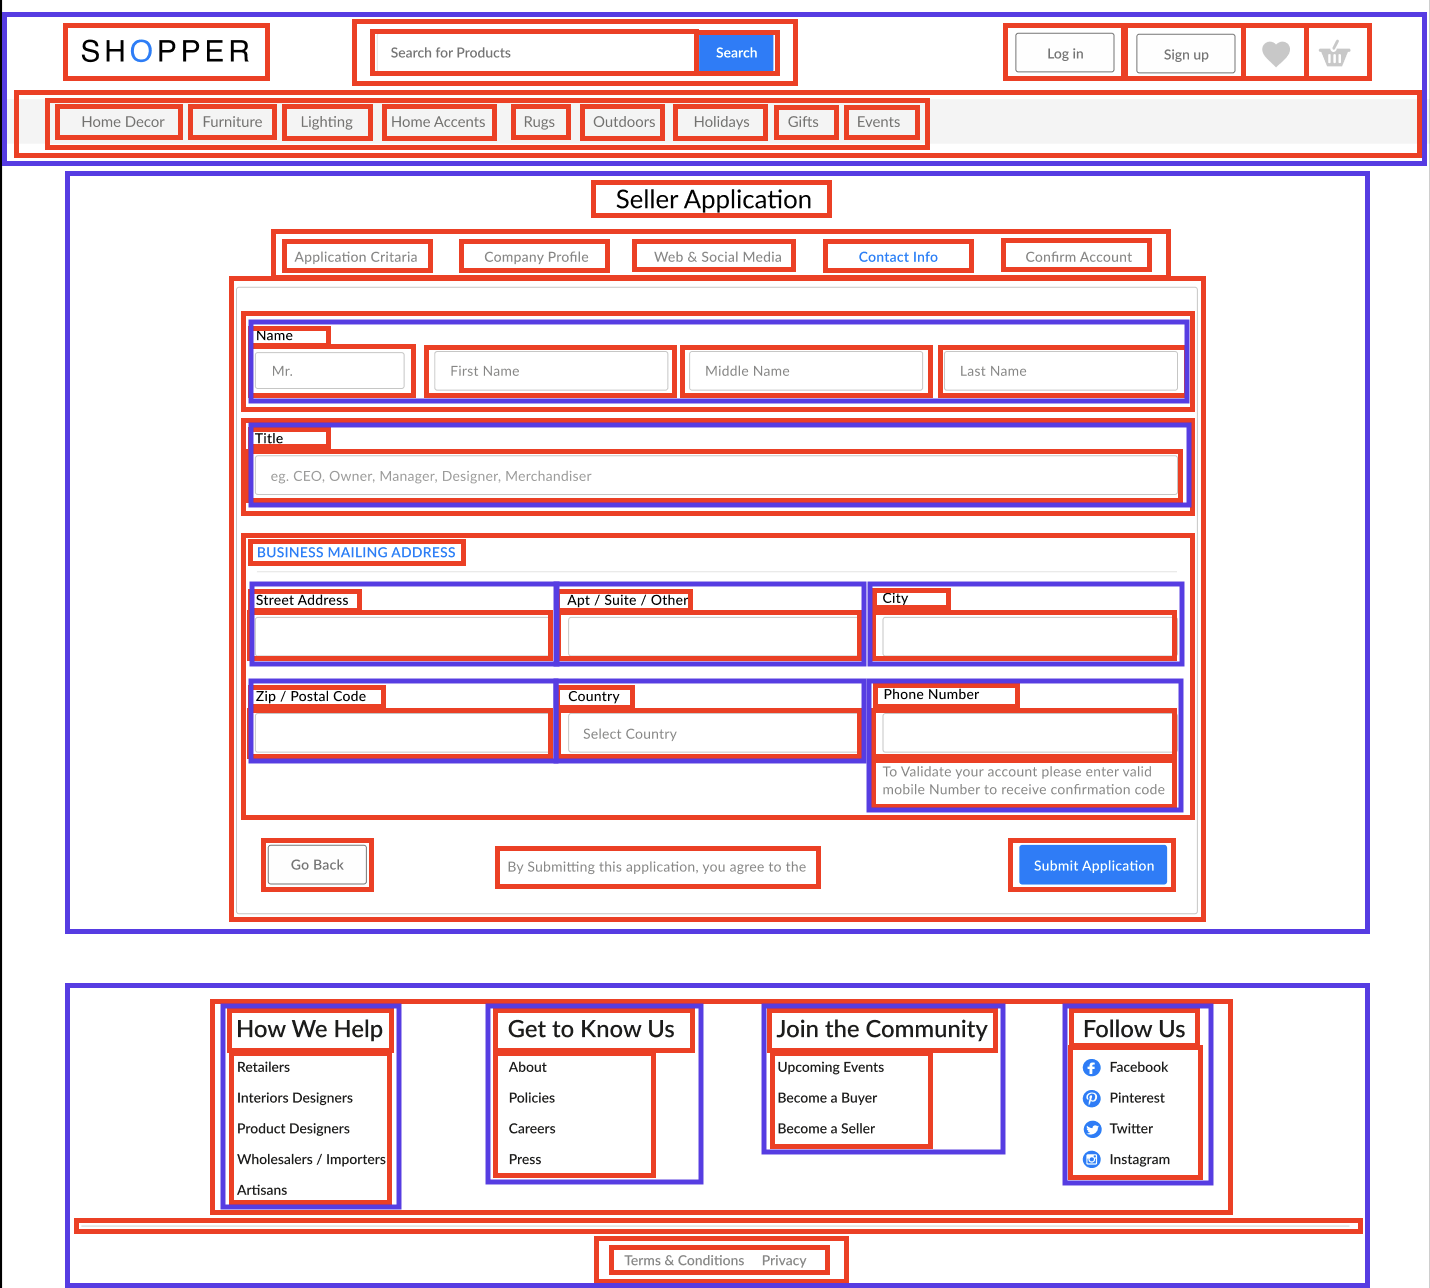 SHOPPER
Search for Products
Search
Log in
Sign up
Home Decor
Furniture
Lighting
Home Accents
Rugs
Outdoors
Holidays
Gifts
Events
Seller Application
Application Critaria
Company Profile
Web & Social Media
Contact Info
Confirm Account
Name
Mr.
First Name
Middle Name
Last Name
Title
eg. CEO, Owner, Manager, Designer, Merchandiser
BUSINESS MAILING ADDRESS
Street Address
Apt / Suite / Other
City
Zip / Postal Code
Country
Phone Number
Select Country
To Validate your account please enter valid
mobile Number to receive confirmation code
Go Back
By Submitting this application, you agree to the
Submit Application
How We Help
Retailers
Interiors Designers
Product Designers
Wholesalers / Importers
Artisans
Get to Know Us
About
Policies
Careers
Press
Join the Community
Upcoming Events
Become a Buyer
Become a Seller
Follow Us
Facebook
Pinterest
Twitter
Instagram
Terms & Conditions
Privacy